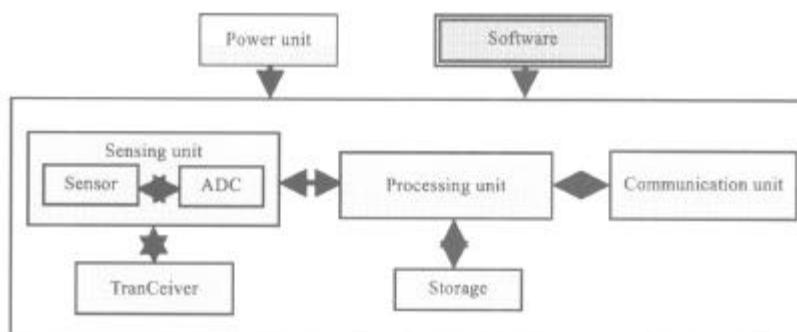 Power unit
Software
Sensing unit
Sensor
ADC
Processing unit
Communication unit
TranCeiver
Storage